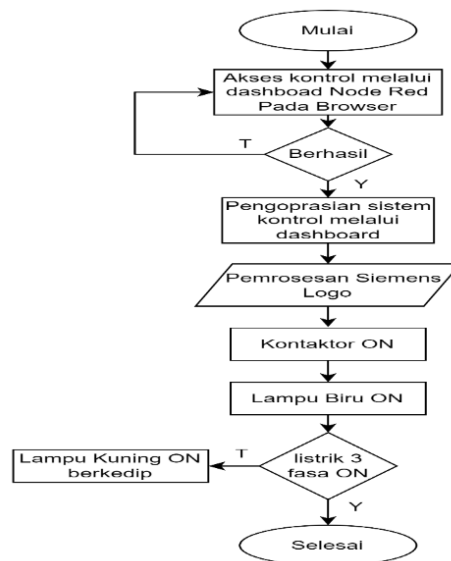 Mulai
Akses kontrol melalui
dashboad Node Red
Pada Browser
T
Berhasil
Y
Pengoprasian sistem
kontrol melalui
dashboard
Pemrosesan Siemens
Logo
Kontaktor ON
Lampu Biru ON
Lampu Kuning ON
berkedip
T
listrik 3
fasa ON
Y
Selesai